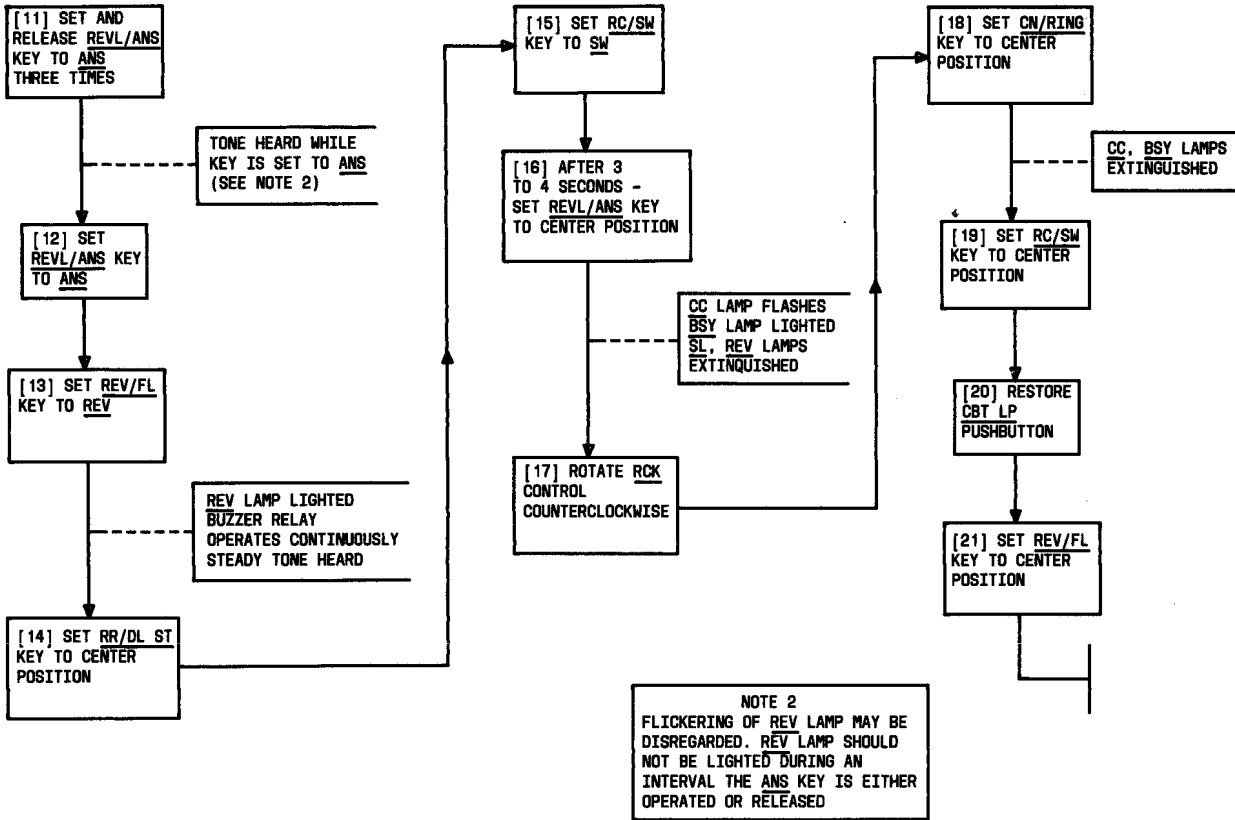 [11] SET AND
RELEASE REVL/ANS
KEY TO ANS
THREE TIMES
TONE HEARD WHILE
KEY IS SET TO ANS
(SEE NOTE 2)
[12] SET
REVL/ANS KEY
TO ANS
[13] SET REV/FL
KEY TO REV
REV LAMP LIGHTED
BUZZER RELAY
OPERATES CONTINUOUSLY
STEADY TONE HEARD
[14] SET RR/DL ST
KEY TO CENTER
POSITION
[15] SET RC/SW
KEY TO SW
[16] AFTER 3
TO 4 SECONDS -
SET REVL/ANS KEY
TO CENTER POSITION
CC LAMP FLASHES
BSY LAMP LIGHTED
SL, REV LAMPS
EXTINQUISHED
[17] ROTATE RCK
CONTROL
COUNTERCLOCKWISE
[18] SET CN/RING
KEY TO CENTER
POSITION
CC, BSY LAMPS
EXTINGUISHED
[19] SET RC/SW
KEY TO CENTER
POSITION
[20] RESTORE
CBT LP
PUSHBUTTON
[21] SET REV/FL
KEY TO CENTER
POSITION
NOTE 2
FLICKERING OF REV LAMP MAY BE
DISREGARDED. REV LAMP SHOULD
NOT BE LIGHTED DURING AN
INTERVAL THE ANS KEY IS EITHER
OPERATED OR RELEASED